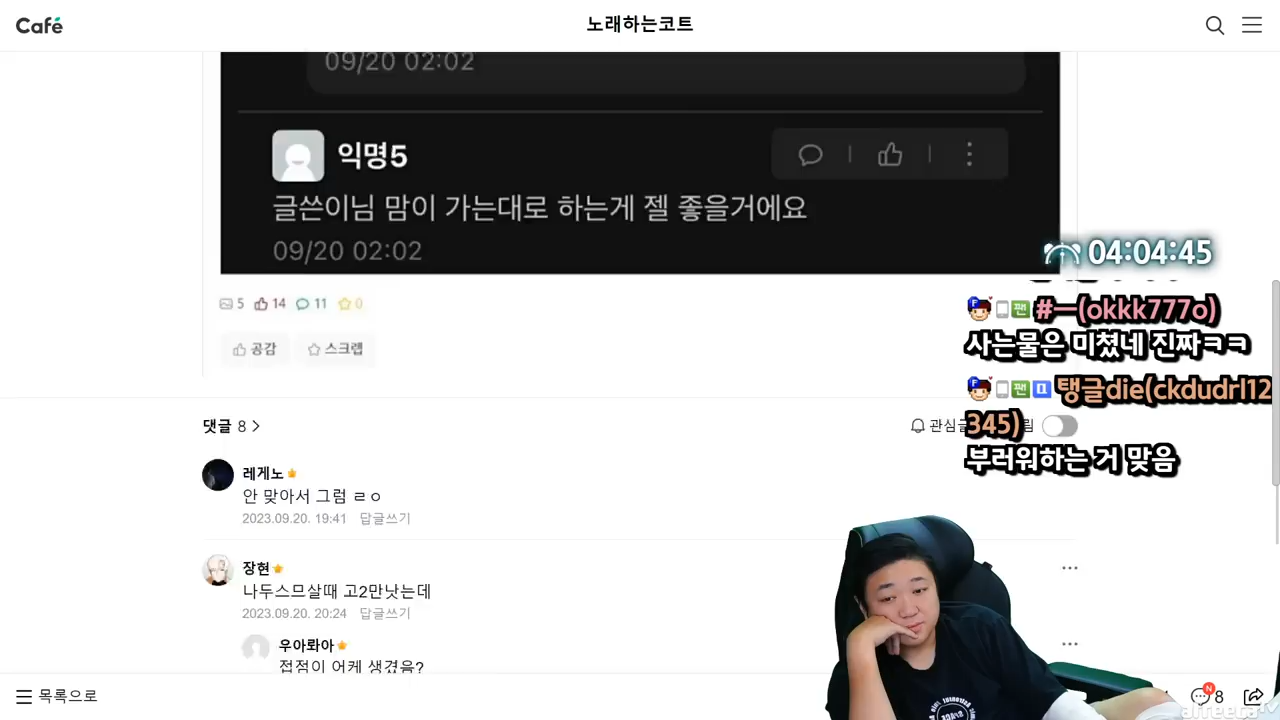 Café
노래하는코트
09/20 02:02
익명5
글쓴이님 맘이 가는대로 하는게 젤 좋을거에요
09/20 02:02
04:04:45
5 14 11 0
#ㅡ(okkk777o)
사는물은 미쳤네 진짜ㅋㅋ
공감 스크랩
팬
탱글die(ckdudrl12
345)
부러워하는 거 맞음
댓글 8
관심글
림
레게노
안 맞아서 그럼 ㄹㅇ
2023.09.20. 19:41 답글쓰기
장현
나두스므살때 고2만낫는데
2023.09.20. 20:24 답글쓰기
우아롸아
접점이 어케 생겼음?
목록으로
N
8
afreecaTV